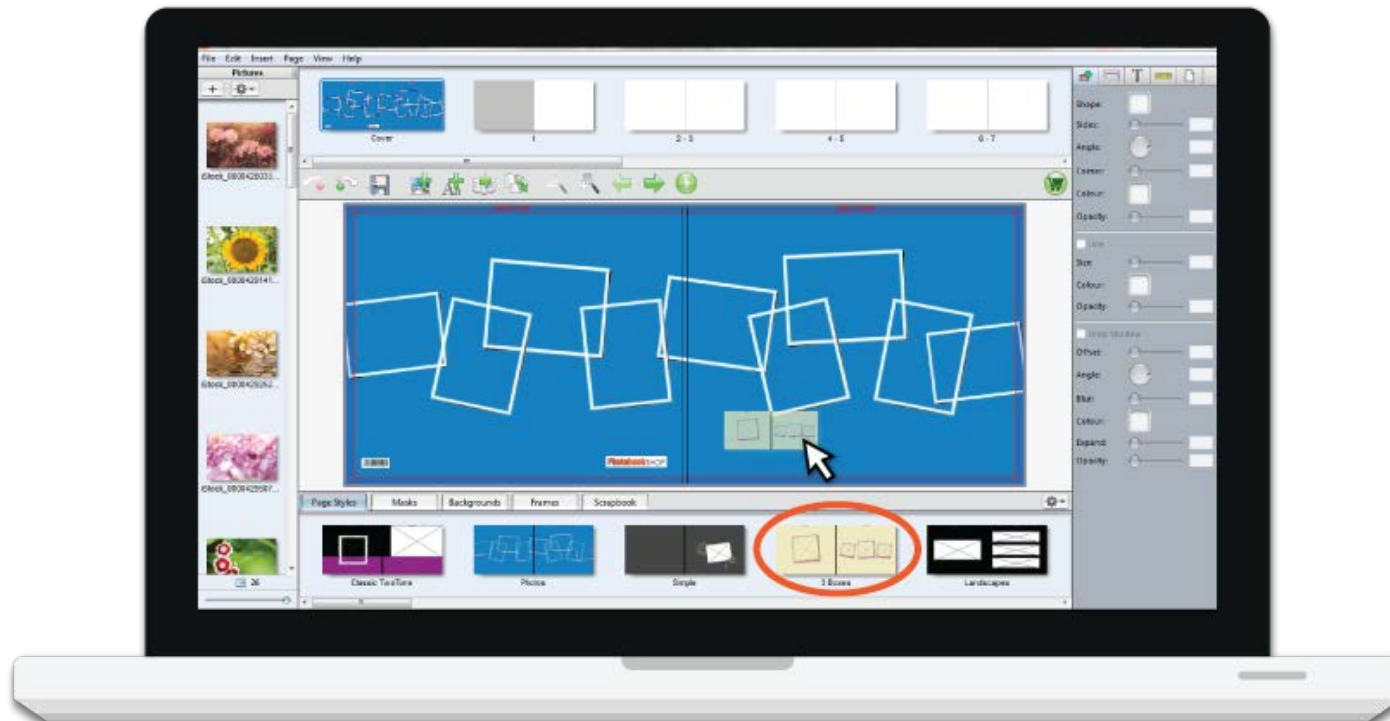 File Edit Insert Page View Help
Pictures
Cover
1
2 - 3
4 - 5
6 - 7
Shape:
Sides:
Angle:
Corner:
Colour:
Opacity:
Line
Size:
Colour:
Opacity:
Drop Shadow
Offset:
Angle:
Blur:
Colour:
Expand:
Opacity:
PhotobookSHOP
Page Styles Masks Backgrounds Frames Scrapbook
Classic TwoTone
Photos
Simple
3 Boxes
Landscapes
26